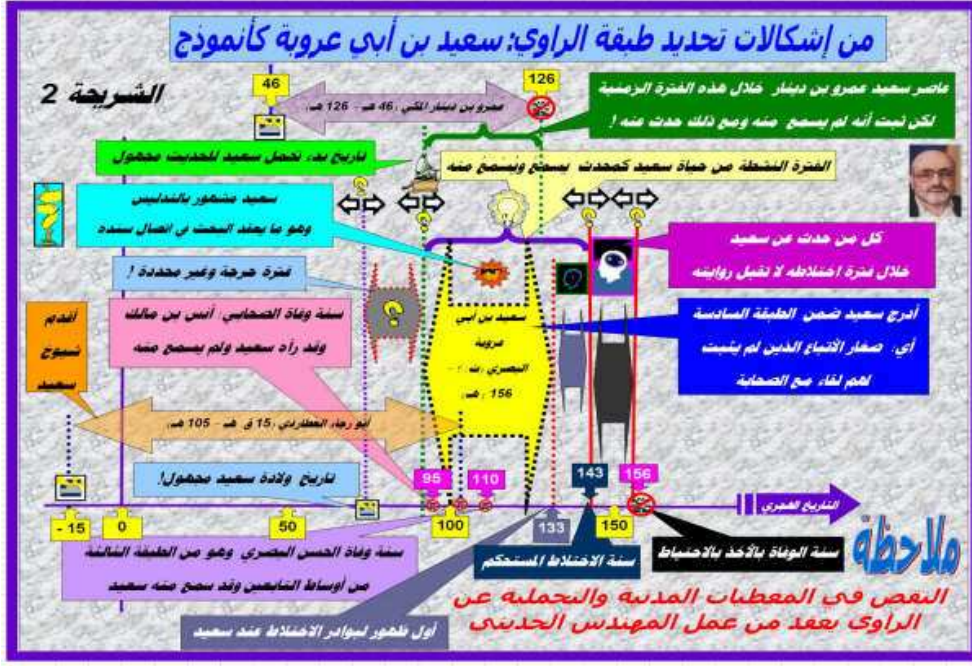 من إشكالات تحديد طبقة الراوي: سعيد بن أبي عروبة كأنموذج
الشريحة 2
46
126
عمرو بن دينار المكي (46 هـ - 126 هـ)
عاصر سعيد عمرو بن دينار خلال هذه الفترة الزمنية
لكن ثبت أنه لم يسمع منه ومع ذلك حدث عنه !
تاريخ بدء تحمل سعيد للحديث مجهول
الفترة النشطة من حياة سعيد كمحدث يسمع ويُسمع منه
سعيد مشهور بالتدليس
وهو ما يعقد البحث في اتصال سنده
كل من حدث عن سعيد
خلال فترة اختلاطه لا تقبل روايته
فترة حرجة وغير محددة !
سنة وفاة الصحابي: أنس بن مالك
وقد رآه سعيد ولم يسمع منه
سعيد بن أبي
عروبة
البصري (ت ؟ -
156 هـ)
أدرج سعيد ضمن الطبقة السادسة
أي: صغار الأتباع الذين لم يثبت
لهم لقاء مع الصحابة
أقدم
شيوخ
سعيد
أبو رجاء العطاردي (15 ق هـ - 105 هـ)
تاريخ ولادة سعيد مجهول!
95
110
143
156
التاريخ الهجري
- 15
0
50
100
133
150
سنة وفاة الحسن البصري وهو من الطبقة الثالثة
من أوساط التابعين وقد سمع منه سعيد
سنة الاختلاط المستحكم
سنة الوفاة بالأخذ بالاحتياط
ملاحظة
أول ظهور لبوادر الاختلاط عند سعيد
النقص في المعطيات المدنية والتحملية عن
الراوي يعقد من عمل المهندس الحديثي